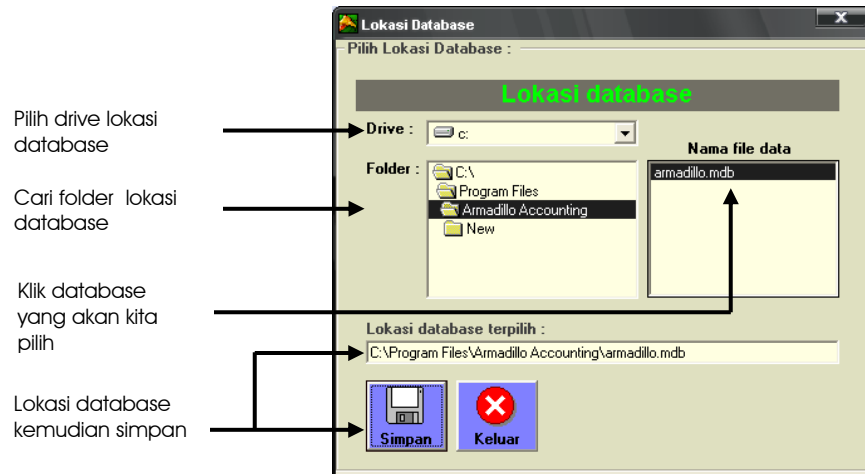 Lokasi Database
X
Pilih Lokasi Database :
Lokasi database
Pilih drive lokasi
database
Drive :
c:
Nama file data
Cari folder lokasi
database
Folder :
C:\
Program Files
Armadillo Accounting
New
armadillo.mdb
Klik database
yang akan kita
pilih
Lokasi database terpilih :
C:\Program Files\Armadillo Accounting\armadillo.mdb
Lokasi database
kemudian simpan
Simpan
Keluar